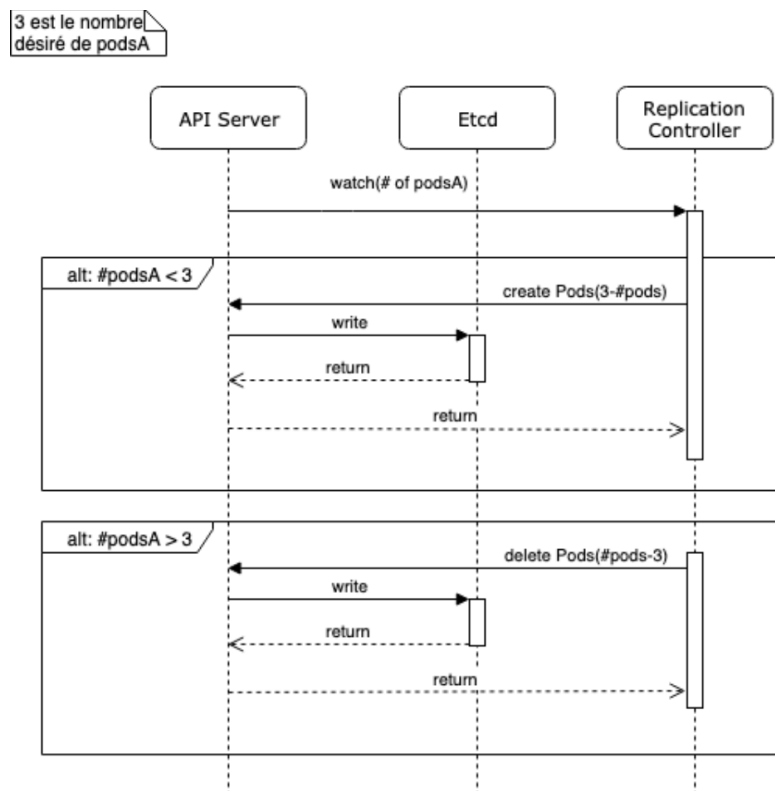 3 est le nombre
désiré de podsA
API Server
Etcd
Replication
Controller
watch(# of podsA)
alt: #podsA < 3
create Pods(3-#pods)
write
return
return
alt: #podsA > 3
delete Pods(#pods-3)
write
return
return